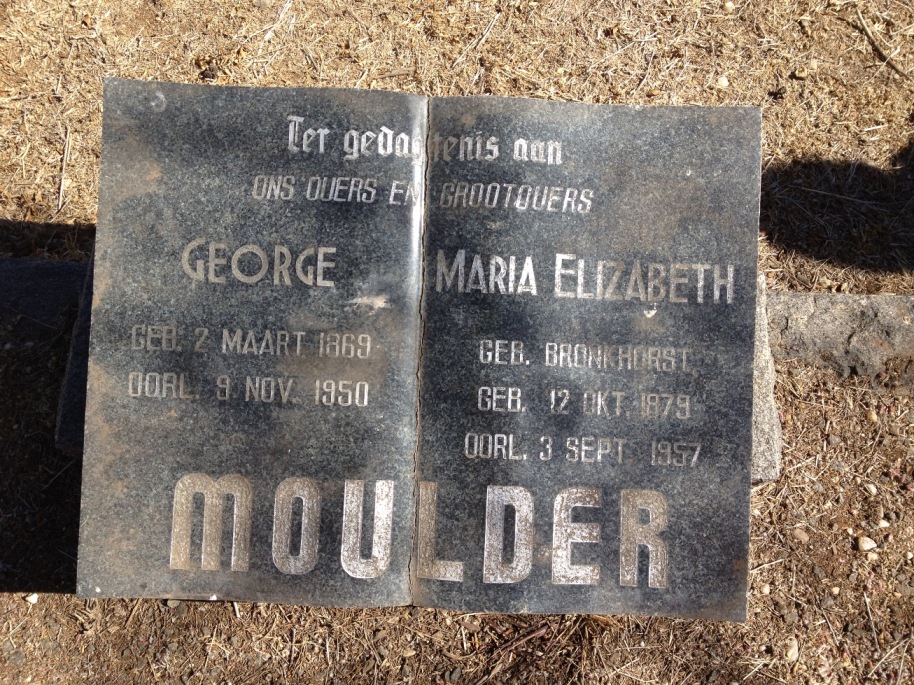 Ter gedagtenis aan
ONS OUERS EN GROOTOUERS
GEORGE
GEB. 2 MAART 1869
OORL. 9 NOV. 1950
MARIA ELIZABETH
GEB. BRONKHORST
GEB. 12 OKT. 1879
OORL. 3 SEPT. 1957
MOULDER